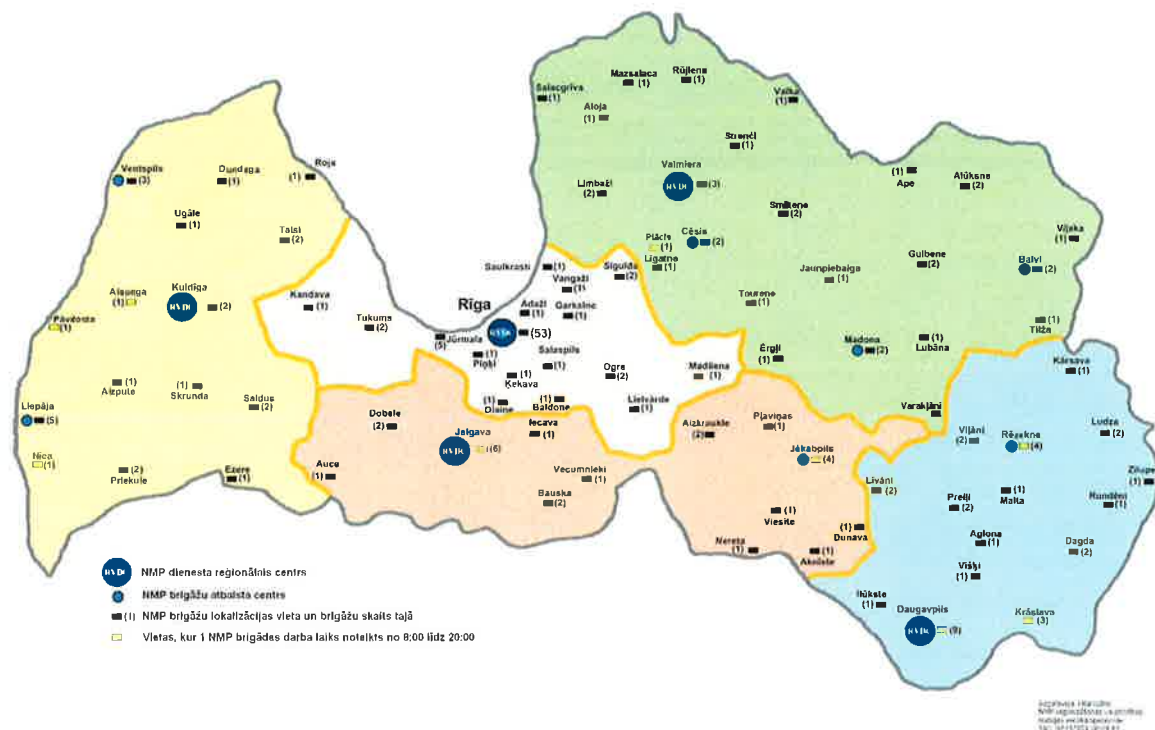 Mazsalaca (1)
Rūjiena (1)
Salacgrīva (1)
Aloja (1)
Valka (1)
Strenči (1)
Valmiera
RVDC (3)
Limbaži (2)
Smiltene (2)
Ape (1)
Alūksne (2)
Plācis (1)
Cēsis (2)
Līgatne (1)
Jaunpiebalga (1)
Taurene (1)
Gulbene (2)
Viļaka (1)
Balvi (2)
Tilža (1)
Ērgļi (1)
Madona (2)
Lubāna (1)
Varakļāni
Ventspils (3)
Dundaga (1)
Roja (1)
Ugāle (1)
Talsi (2)
Alsunga (1)
Kuldīga
RVDC (2)
Pāvilosta (1)
Aizpute (1)
Skrunda (1)
Saldus (2)
Liepāja (5)
Nīca (1)
Priekule (2)
Ezere (1)
Kandava (1)
Tukums (2)
Rīga
(53)
Saulkrasti (1)
Vangaži (1)
Sigulda (2)
Ādaži (1)
Garkalne (1)
Jūrmala (5)
Piņķi (1)
Salaspils (1)
Ķekava (1)
Olaine (1)
Baldone (1)
Ogre (2)
Madliena (1)
Lielvārde (1)
Dobele (2)
Jelgava
RVDC (6)
Iecava (1)
Auce (1)
Vecumnieki (1)
Bauska (2)
Aizkraukle (2)
Pļaviņas (1)
Jēkabpils (4)
Viesīte (1)
Nereta (1)
Aknīste (1)
Dunava (1)
Kārsava (1)
Viļāni (2)
Rēzekne (4)
Ludza (2)
Zilupe (1)
Līvāni (2)
Preiļi (2)
Malta (1)
Rundēni (1)
Aglona (1)
Dagda (2)
Višķi (1)
Ilūkste (1)
Daugavpils
RVDC (9)
Krāslava (3)
RVDC NMP dienesta reģionālais centrs
NMP brigāžu atbalsta centrs
(1) NMP brigāžu lokalizācijas vieta un brigāžu skaits tajā
Vietas, kur 1 NMP brigādes darba laiks noteikts no 8:00 līdz 20:00